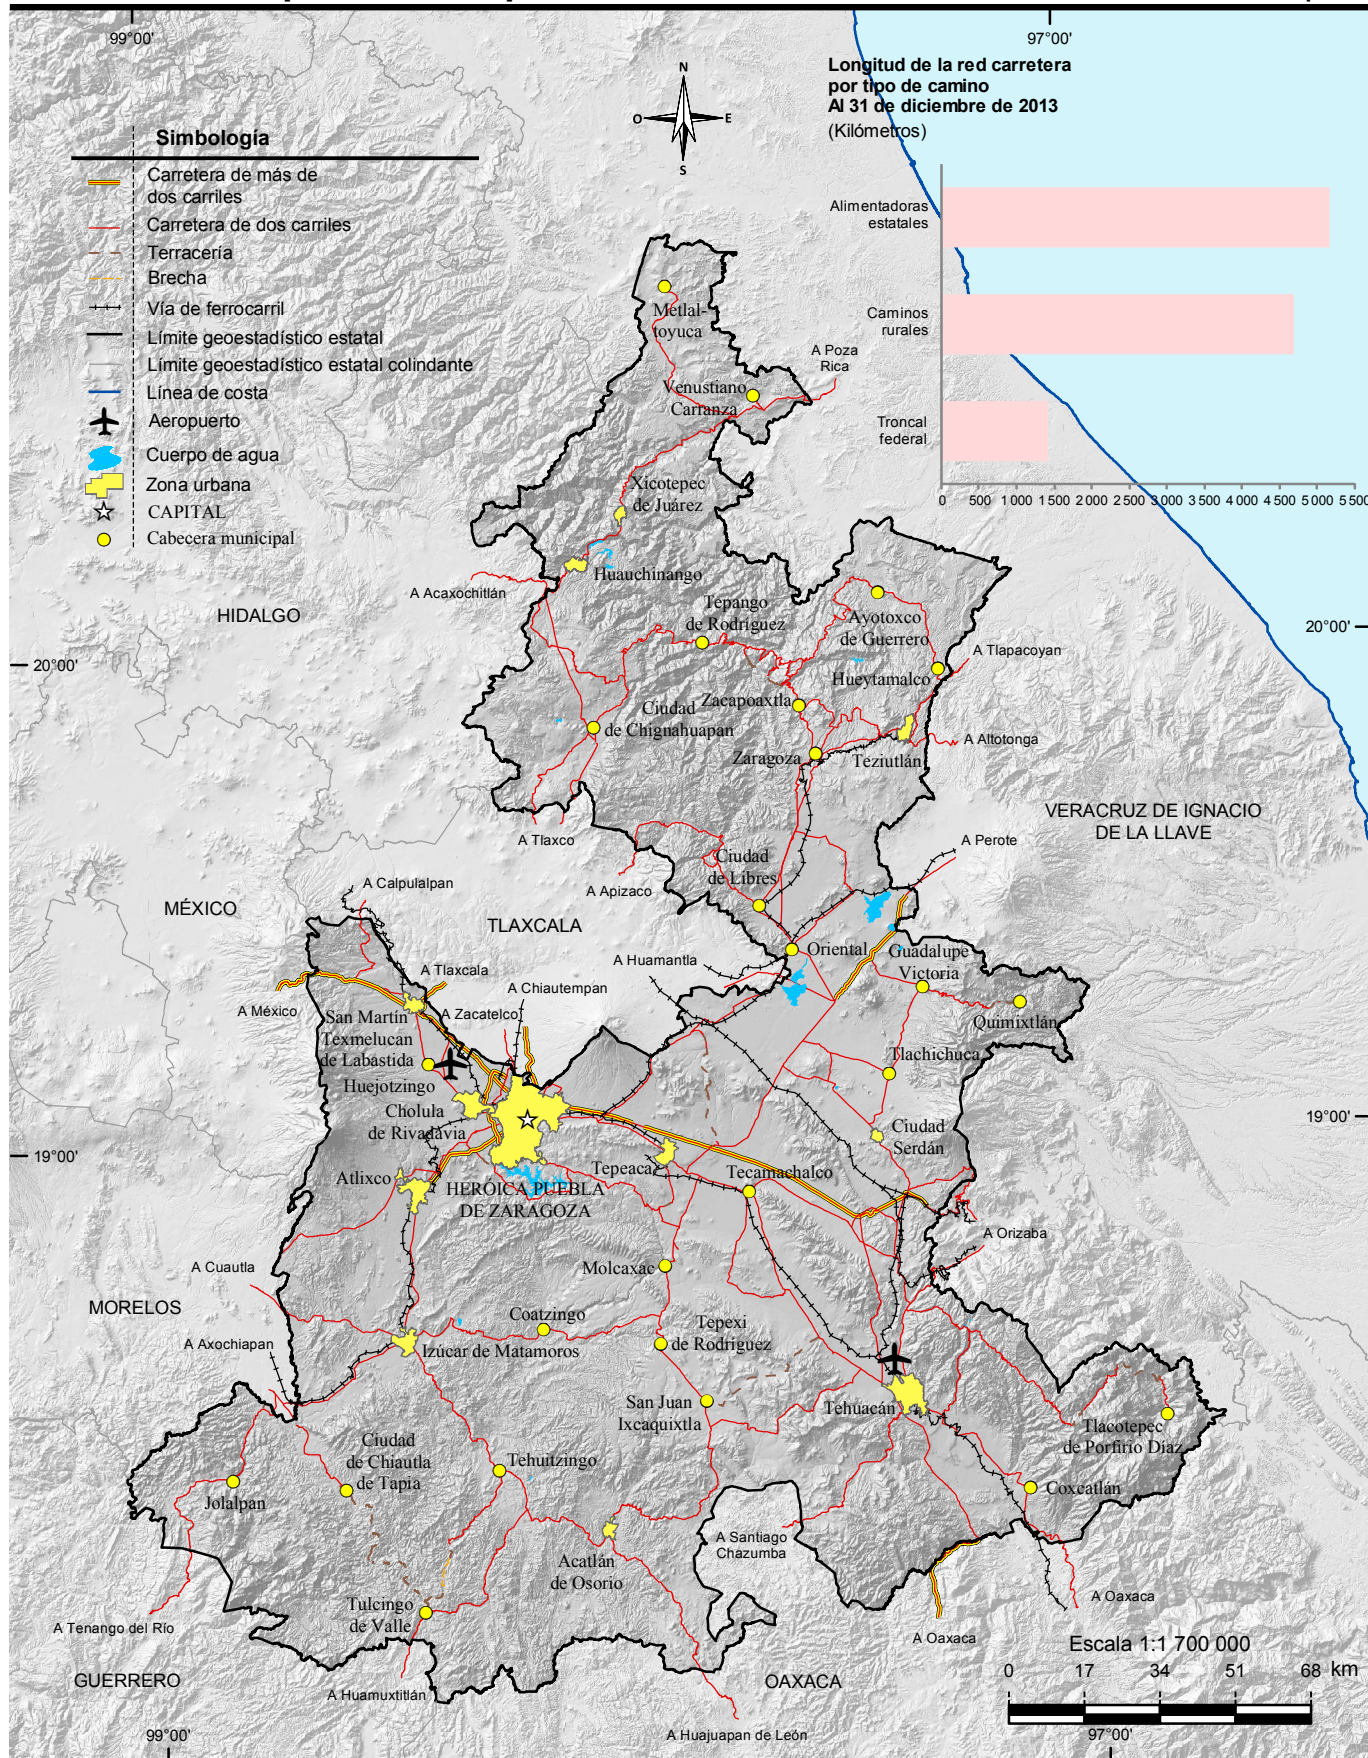 99°00'
97°00'
Longitud de la red carretera
por tipo de camino
Al 31 de diciembre de 2013
(Kilómetros)
Alimentadoras
estatales
Caminos
rurales
Troncal
federal
0 500 1 000 1 500 2 000 2 500 3 000 3 500 4 000 4 500 5 000 5 500
N
O
E
S
Simbología
Carretera de más de
dos carriles
Carretera de dos carriles
Terracería
Brecha
Vía de ferrocarril
Límite geoestadístico estatal
Límite geoestadístico estatal colindante
Línea de costa
Aeropuerto
Cuerpo de agua
Zona urbana
CAPITAL
Cabecera municipal
Metlal-
toyuca
A Poza
Rica
Venustiano
Carranza
Xicotepec
de Juárez
Huauchinango
A Acaxochitlán
HIDALGO
Tepango
de Rodríguez
Ayotoxco
de Guerrero
20°00'
20°00'
A Tlapacoyan
Hueytamalco
Zacapoaxtla
Ciudad
de Chignahuapan
A Altotonga
Zaragoza
Teziutlán
VERACRUZ DE IGNACIO
DE LA LLAVE
A Tlaxco
A Perote
Ciudad
de Libres
A Apizaco
A Calpulalpan
MÉXICO
TLAXCALA
Oriental
Guadalupe
Victoria
A Huamantla
A Tlaxcala
A Chiautempan
A México
A Zacatelco
San Martín
Texmelucan
de Labastida
Quimixtlán
Tlachichuca
Huejotzingo
Cholula
de Rivadavia
19°00'
19°00'
Ciudad
Serdán
Atlixco
Tepeaca
Tecamachalco
HERÓICA PUEBLA
DE ZARAGOZA
A Orizaba
A Cuautla
Molcaxac
MORELOS
Coatzingo
Tepexi
de Rodríguez
A Axochiapan
Izúcar de Matamoros
San Juan
Ixcaquixtla
Tehuacán
Tlacotepec
de Porfirio Díaz
Ciudad
de Chiautla
de Tapia
Tehuitzingo
Jolalpan
Coxcatlán
A Santiago
Chazumba
Acatlán
de Osorio
Tulcingo
de Valle
A Oaxaca
A Tenango del Río
A Oaxaca
GUERRERO
A Huamuxtitlán
OAXACA
A Huajuapan de León
Escala 1:1 700 000
0 17 34 51 68 km
99°00'
97°00'